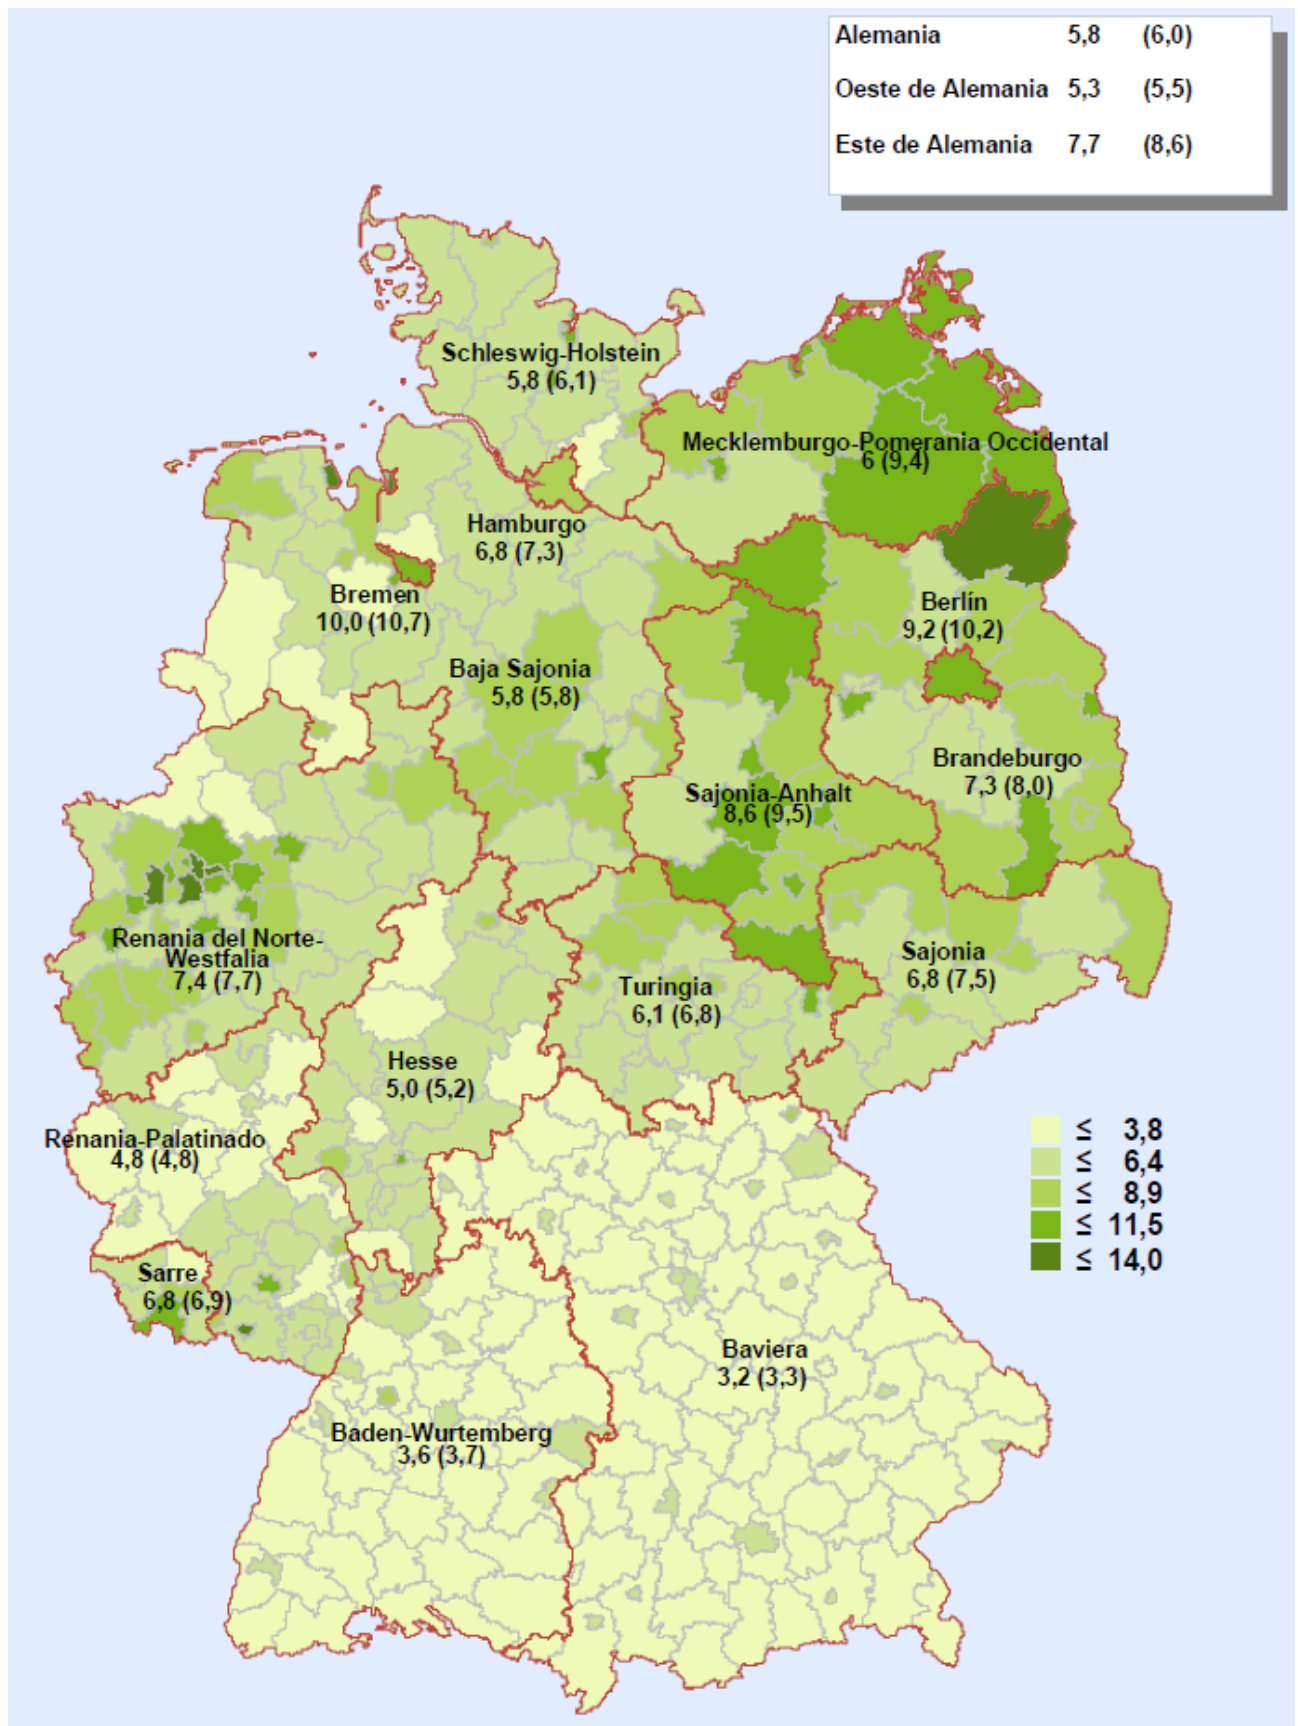 Alemania 5,8 (6,0)
Oeste de Alemania 5,3 (5,5)
Este de Alemania 7,7 (8,6)
Schleswig-Holstein
5,8 (6,1)
Mecklemburgo-Pomerania Occidental
6 (9,4)
Hamburgo
6,8 (7,3)
Bremen
10,0 (10,7)
Berlín
9,2 (10,2)
Baja Sajonia
5,8 (5,8)
Brandeburgo
7,3 (8,0)
Sajonia-Anhalt
8,6 (9,5)
Renania del Norte-
Westfalia
7,4 (7,7)
Sajonia
6,8 (7,5)
Turingia
6,1 (6,8)
Hesse
5,0 (5,2)
Renania-Palatinado
4,8 (4,8)
≤ 3,8
≤ 6,4
≤ 8,9
≤ 11,5
≤ 14,0
Sarre
6,8 (6,9)
Baviera
3,2 (3,3)
Baden-Wurtemberg
3,6 (3,7)